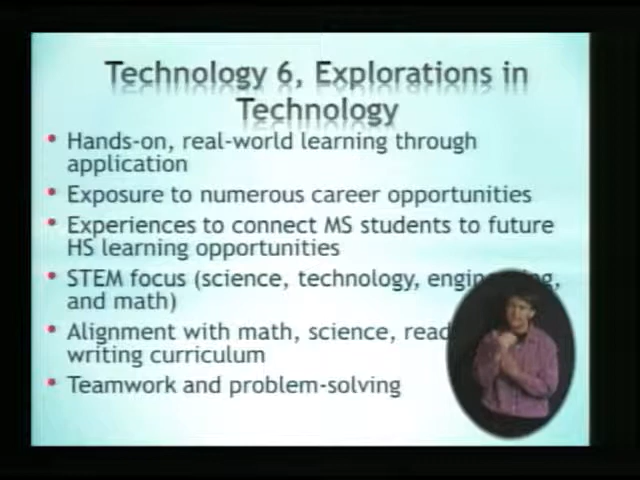 Technology 6, Explorations in
Technology
• Hands-on, real-world learning through
application
• Exposure to numerous career opportunities
• Experiences to connect MS students to future
HS learning opportunities
• STEM focus (science, technology,
and math)
• Alignment with math, science,
writing curriculum
• Teamwork and problem-solving